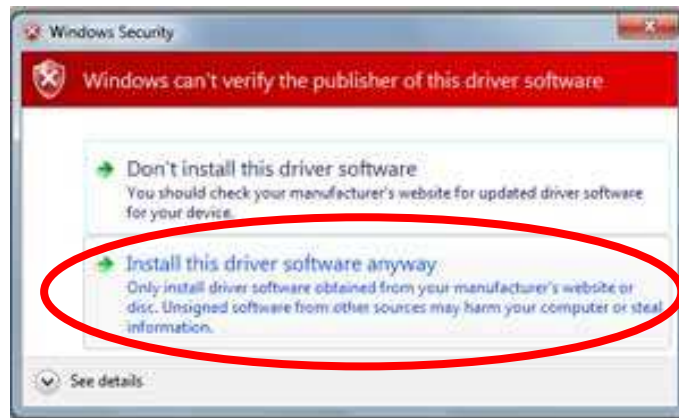 Windows Security
Windows can't verify the publisher of this driver software
Don't install this driver software
You should check your manufacturer's website for updated driver software
for your device.
Install this driver software anyway
Only install driver software obtained from your manufacturer's website or
disc. Unsigned software from other sources may harm your computer or steal
information.
See details